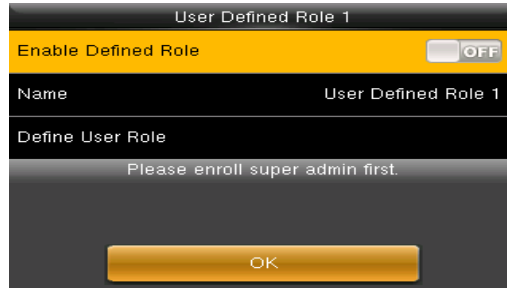 User Defined Role 1
Enable Defined Role OFF
Name User Defined Role 1
Define User Role
Please enroll super admin first.
OK